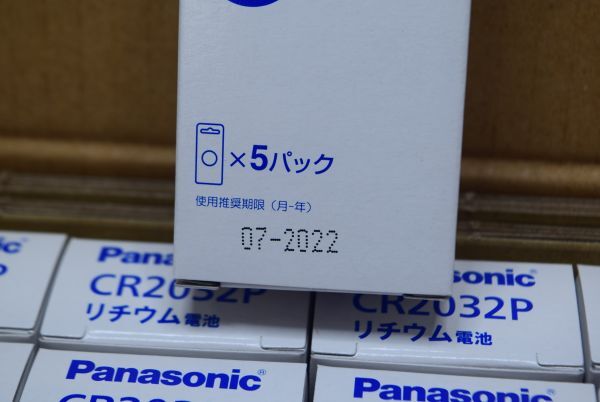 ×5パック
使用推奨期限（月-年）
07-2022
Panasonic
CR2032P
リチウム電池
Panasonic
CR2032P
リチウム電池
Panasonic
Panasonic